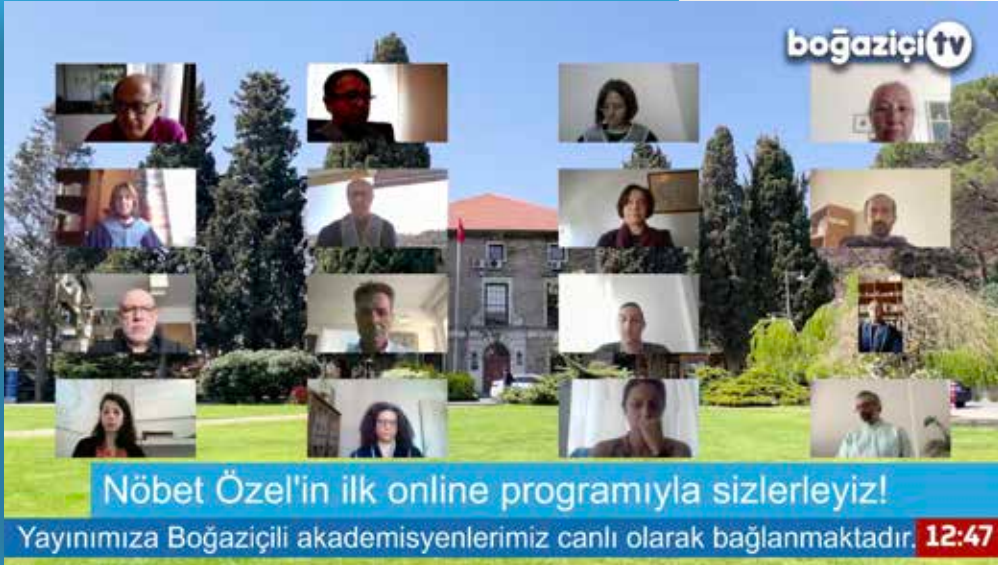 boğaziçi tv
Nöbet Özel'in ilk online programıyla sizlerleyiz!
Yayınımıza Boğaziçili akademisyenlerimiz canlı olarak bağlanmaktadır. 12:47